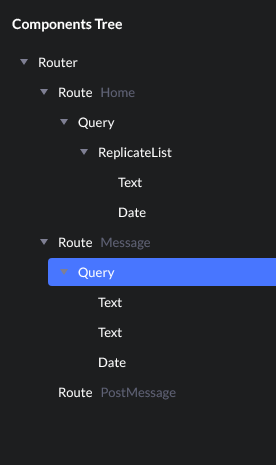 Components Tree
Router
Route Home
Query
ReplicateList
Text
Date
Route Message
Query
Text
Text
Date
Route PostMessage